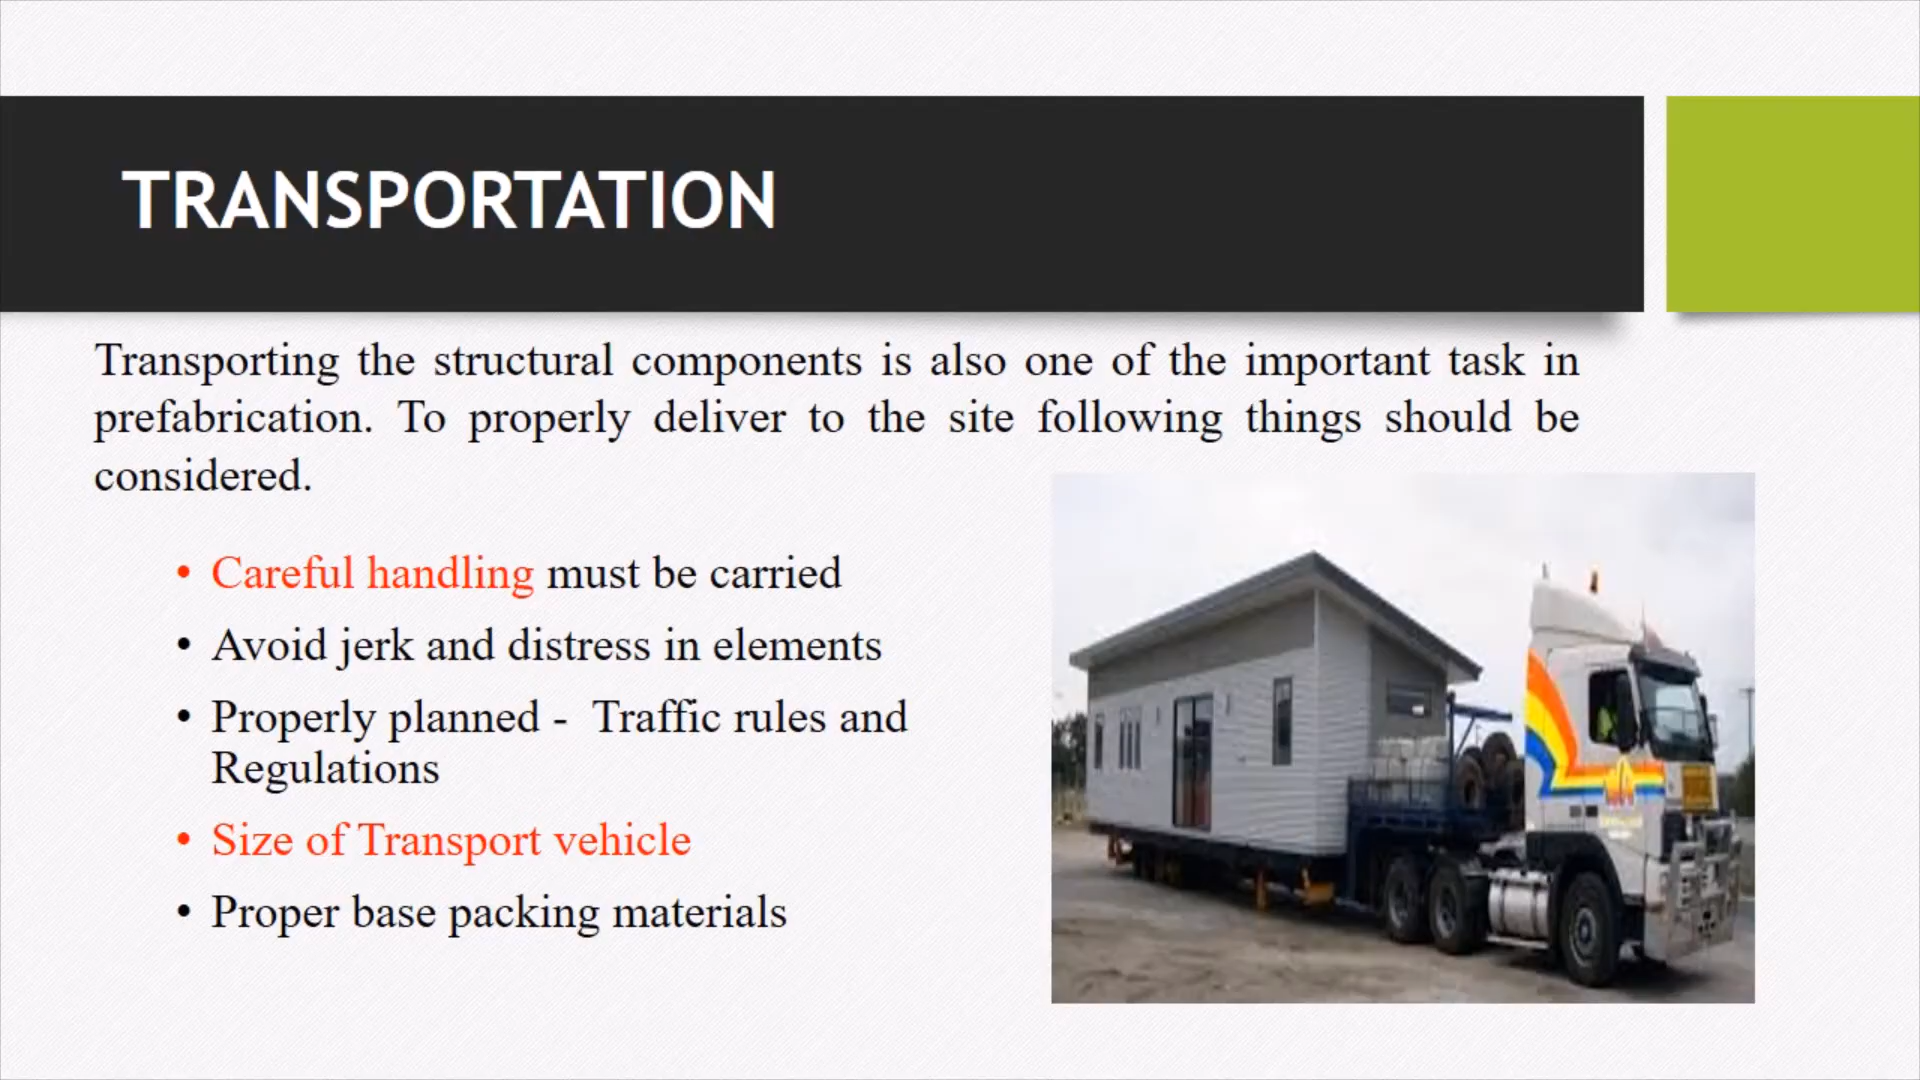 TRANSPORTATION
Transporting the structural components is also one of the important task in
prefabrication. To properly deliver to the site following things should be
considered.
• Careful handling must be carried
• Avoid jerk and distress in elements
• Properly planned - Traffic rules and
Regulations
• Size of Transport vehicle
• Proper base packing materials